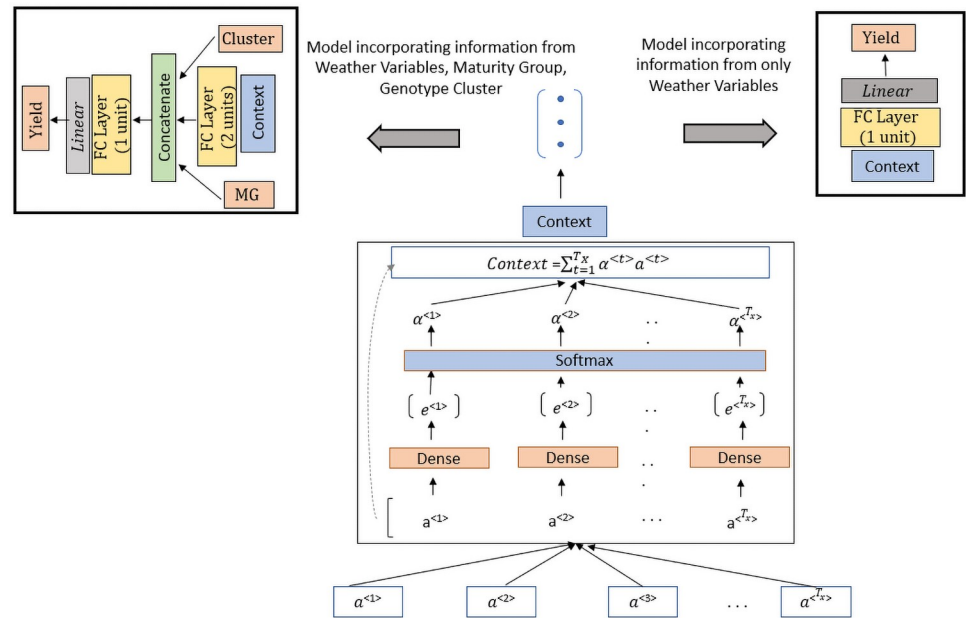 Cluster
Yield
Linear
FC Layer
(1 unit)
Concatenate
FC Layer
(2 units)
Context
MG
Model incorporating information from
Weather Variables, Maturity Group,
Genotype Cluster
Model incorporating
information from only
Weather Variables
Yield
Linear
FC Layer
(1 unit)
Context
Context
Context =∑_{t=1}^{T_x} α^{<t>} a^{<t>}
α^{<1>} α^{<2>} . . . α^{<T_x>}
Softmax
[ e^{<1>} ] [ e^{<2>} ] . . . [ e^{<T_x>} ]
Dense Dense . . . Dense
a^{<1>} a^{<2>} . . . a^{<T_x>}
a^{<1>} a^{<2>} a^{<3>} . . . a^{<T_x>}